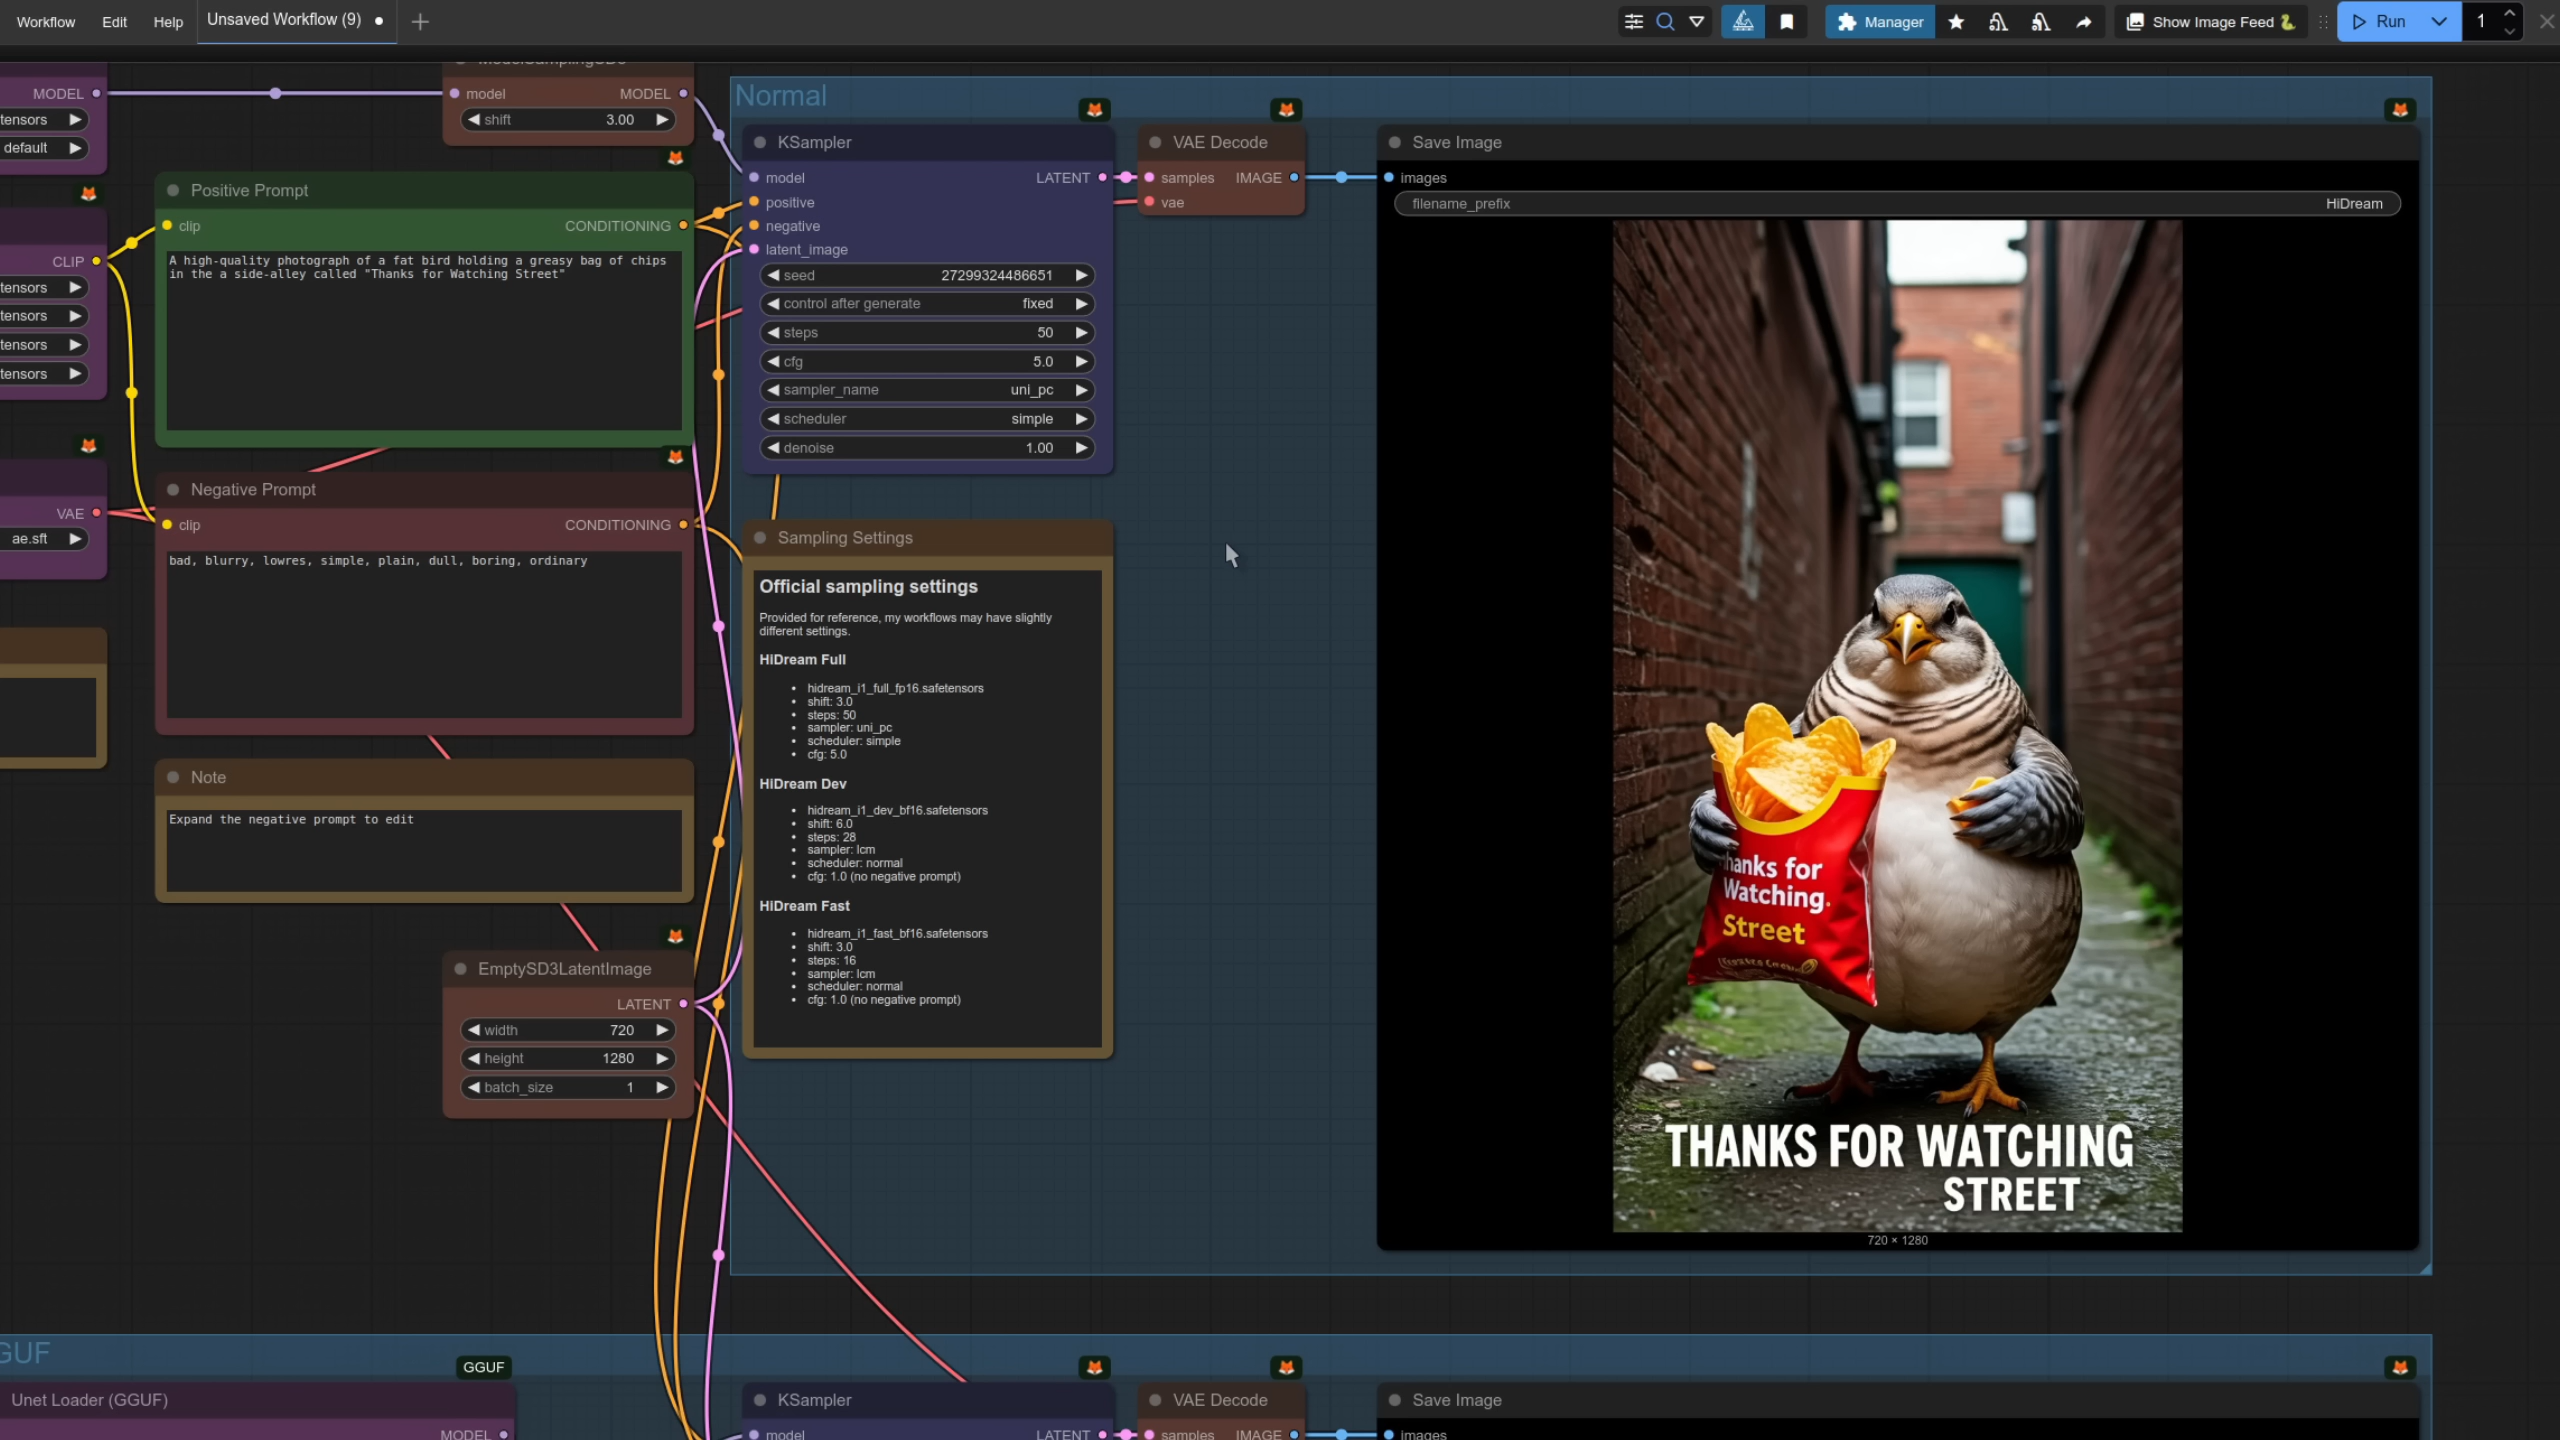 Workflow Edit Help Unsaved Workflow (9)
Manager Show Image Feed Run 1
MODEL
tensors
default
CLIP
tensors
tensors
tensors
tensors
VAE
ae.sft
model MODEL
shift 3.00
Positive Prompt
clip CONDITIONING
A high-quality photograph of a fat bird holding a greasy bag of chips
in the a side-alley called "Thanks for Watching Street"
Negative Prompt
clip CONDITIONING
bad, blurry, lowres, simple, plain, dull, boring, ordinary
Note
Expand the negative prompt to edit
EmptySD3LatentImage
LATENT
width 720
height 1280
batch_size 1
Normal
KSampler
model LATENT
positive
negative
latent_image
seed 27299324486651
control after generate fixed
steps 50
cfg 5.0
sampler_name uni_pc
scheduler simple
denoise 1.00
VAE Decode
samples IMAGE
vae
Sampling Settings
Official sampling settings
Provided for reference, my workflows may have slightly
different settings.
HiDream Full
• hidream_i1_full_fp16.safetensors
• shift: 3.0
• steps: 50
• sampler: uni_pc
• scheduler: simple
• cfg: 5.0
HiDream Dev
• hidream_i1_dev_bf16.safetensors
• shift: 6.0
• steps: 28
• sampler: lcm
• scheduler: normal
• cfg: 1.0 (no negative prompt)
HiDream Fast
• hidream_i1_fast_bf16.safetensors
• shift: 3.0
• steps: 16
• sampler: lcm
• scheduler: normal
• cfg: 1.0 (no negative prompt)
Save Image
images
filename_prefix HiDream
hanks for
Watching.
Street
THANKS FOR WATCHING
STREET
720 × 1280
GUF
GGUF
Unet Loader (GGUF)
MODEL
KSampler
model LATENT
VAE Decode
samples IMAGE
Save Image
images